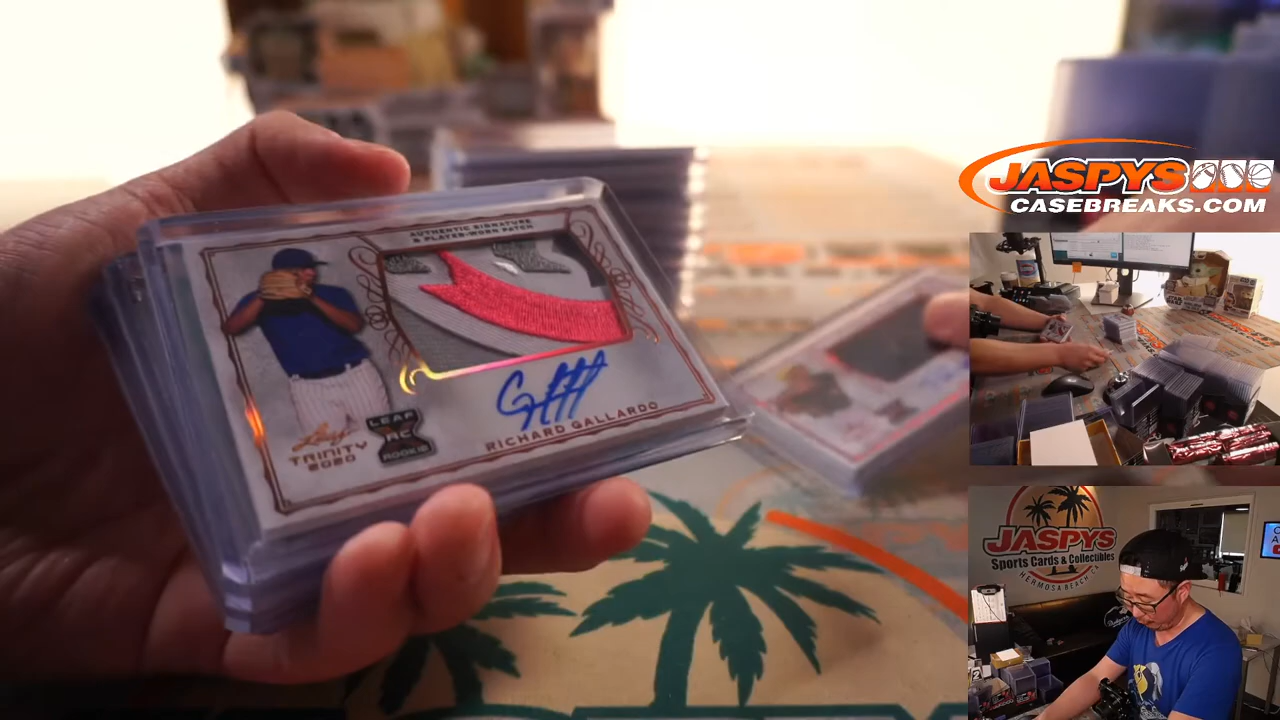 AUTHENTIC SIGNATURE
& PLAYER-WORN PATCH
Leaf
TRINITY
2020
LEAF
RC
ROOKIE
RICHARD GALLARDO
JASPYS
CASEBREAKS.COM
JASPYS
Sports Cards & Collectibles
HERMOSA BEACH CA